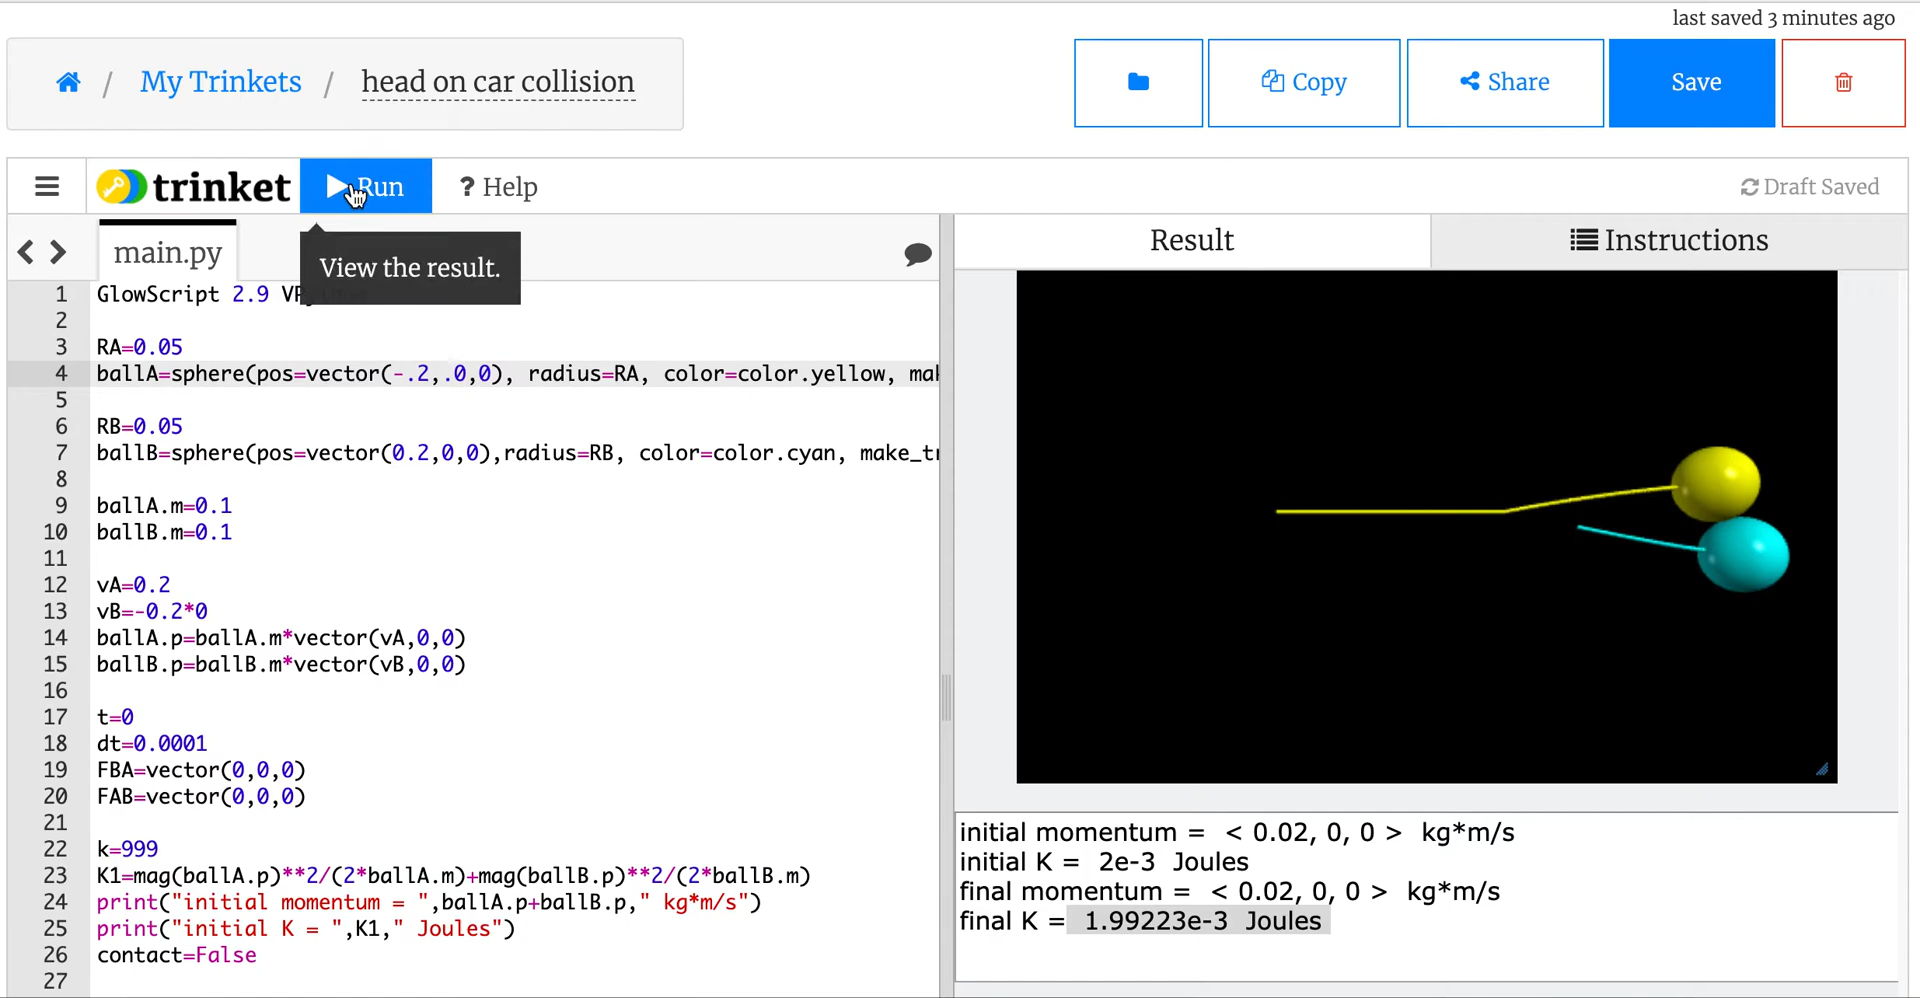 last saved 3 minutes ago
/ My Trinkets / head on car collision
Copy
Share
Save
trinket
Run
? Help
Draft Saved
main.py
View the result.
Result
Instructions
1 GlowScript 2.9
2
3 RA=0.05
4 ballA=sphere(pos=vector(-.2,.0,0), radius=RA, color=color.yellow, mak
5
6 RB=0.05
7 ballB=sphere(pos=vector(0.2,0,0),radius=RB, color=color.cyan, make_tr
8
9 ballA.m=0.1
10 ballB.m=0.1
11
12 vA=0.2
13 vB=-0.2*0
14 ballA.p=ballA.m*vector(vA,0,0)
15 ballB.p=ballB.m*vector(vB,0,0)
16
17 t=0
18 dt=0.0001
19 FBA=vector(0,0,0)
20 FAB=vector(0,0,0)
21
22 k=999
23 K1=mag(ballA.p)**2/(2*ballA.m)+mag(ballB.p)**2/(2*ballB.m)
24 print("initial momentum = ",ballA.p+ballB.p," kg*m/s")
25 print("initial K = ",K1," Joules")
26 contact=False
27
initial momentum = < 0.02, 0, 0 > kg*m/s
initial K = 2e-3 Joules
final momentum = < 0.02, 0, 0 > kg*m/s
final K = 1.99223e-3 Joules